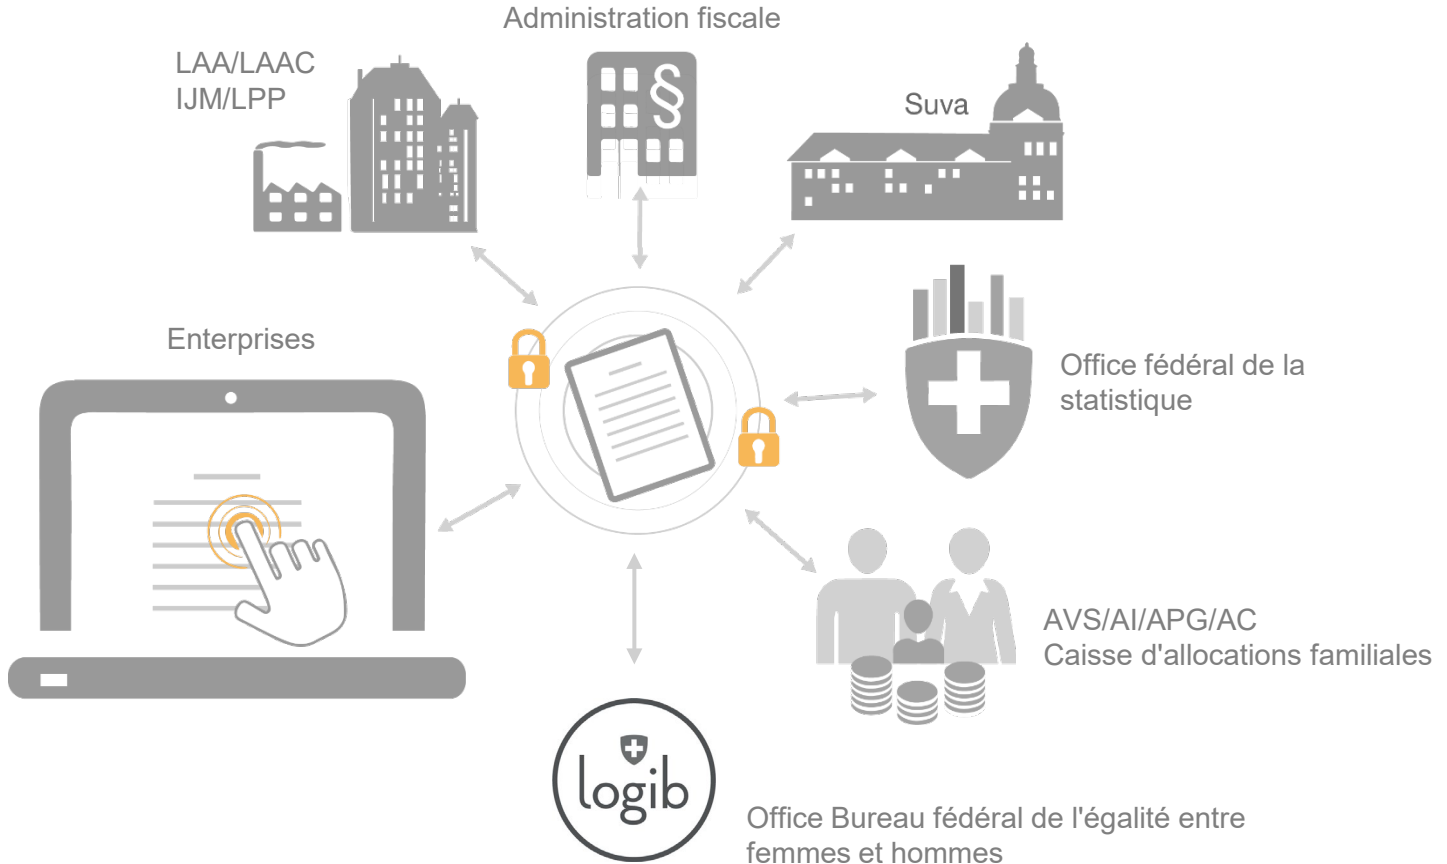 Administration fiscale
LAA/LAAC
IJM/LPP
Suva
§
Enterprises
Office fédéral de la
statistique
AVS/AI/APG/AC
Caisse d'allocations familiales
logib
Office Bureau fédéral de l'égalité entre
femmes et hommes